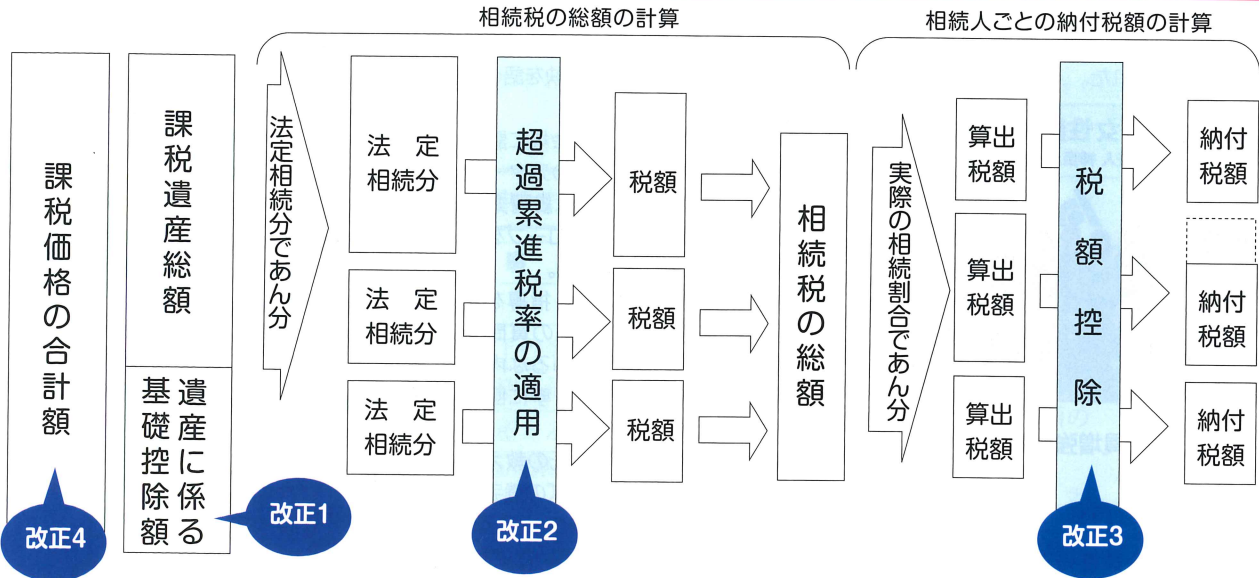 相続税の総額の計算
相続人ごとの納付税額の計算
課税価格の合計額
課税遺産総額
遺産に係る
基礎控除額
法定相続分であん分
法定
相続分
法定
相続分
法定
相続分
超過累進税率の適用
税額
税額
税額
相続税の総額
実際の相続割合であん分
算出
税額
算出
税額
算出
税額
税額控除
納付
税額
納付
税額
納付
税額
改正4
改正1
改正2
改正3